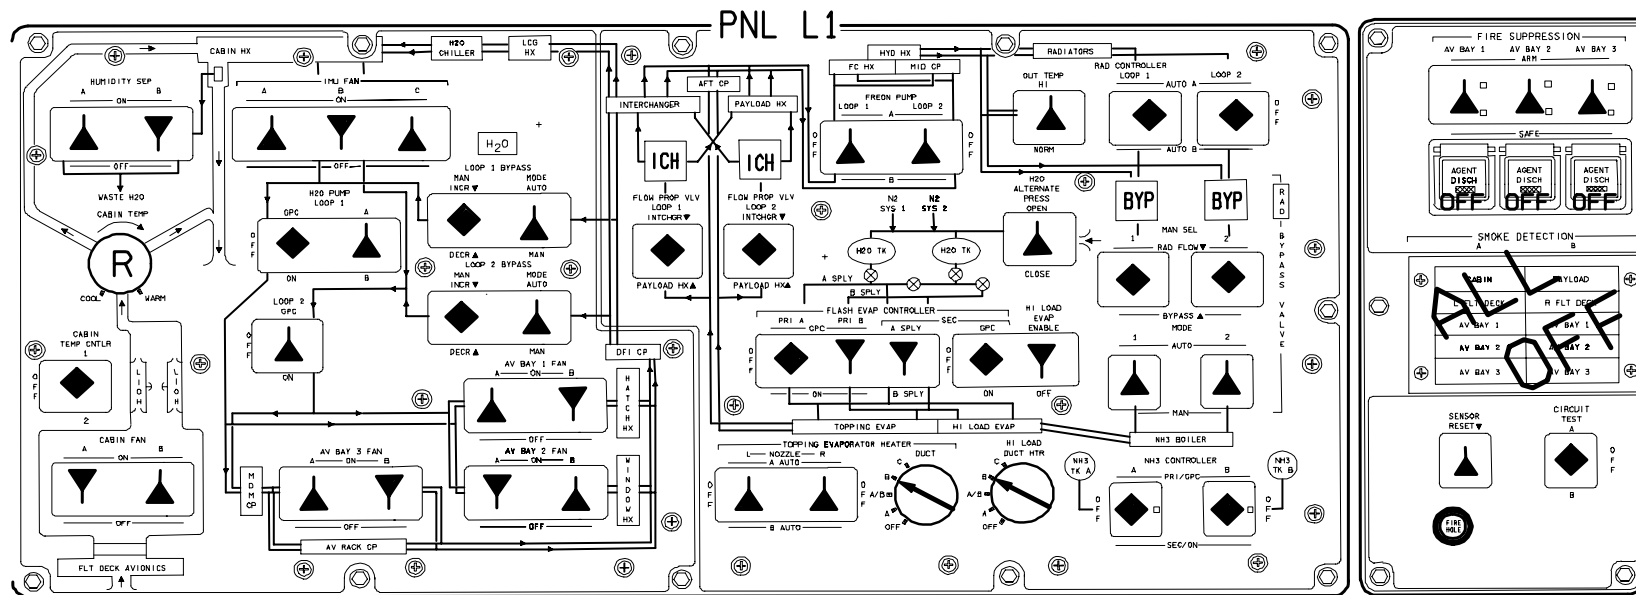 PNL L1
CABIN HX
H2O CHILLER
LCG HX
HUMIDITY SEP
A B
ON
OFF
WASTE H2O
CABIN TEMP
R
COOL WARM
CABIN TEMP CNTLR
1
OFF
2
LIOH LIOH
CABIN FAN
A B
ON
OFF
FLT DECK AVIONICS
IMU FAN
A B C
ON
OFF
H2O
H2O PUMP
LOOP 1
GPC A
OFF
ON B
LOOP 2
GPC
OFF
ON
LOOP 1 BYPASS
MAN INCR▼ MODE AUTO
DECR▲ MAN
LOOP 2 BYPASS
MAN INCR▼ MODE AUTO
DECR▲ MAN
DFI CP
AV BAY 1 FAN
A ON B
OFF
HATCH HX
AV BAY 3 FAN
A ON B
OFF
AV BAY 2 FAN
A ON B
OFF
WINDOW HX
MDM CP
AV RACK CP
INTERCHANGER
AFT CP
PAYLOAD HX
ICH ICH
FLOW PROP VLV
LOOP 1
INTCHGR▼
PAYLOAD HX▲
FLOW PROP VLV
LOOP 2
INTCHGR▼
PAYLOAD HX▲
HYD HX
FC HX MID CP
FREON PUMP
LOOP 1 LOOP 2
A
OFF OFF
B
N2 SYS 1 N2 SYS 2
H2O TK H2O TK
A SPLY
B SPLY
RADIATORS
OUT TEMP
HI
NORM
H2O
ALTERNATE
PRESS
OPEN
CLOSE
RAD CONTROLLER
LOOP 1 LOOP 2
AUTO A
OFF
AUTO B
BYP BYP
MAN SEL
1 2
RAD FLOW▼
BYPASS▲
MODE
1 2
AUTO
MAN
RAD BYPASS VALVE
FLASH EVAP CONTROLLER
PRI A PRI B SEC
GPC A SPLY GPC
OFF OFF
ON B SPLY ON
HI LOAD
EVAP
ENABLE
OFF
TOPPING EVAP HI LOAD EVAP
NH3 BOILER
TOPPING EVAPORATOR HEATER
L NOZZLE R
A AUTO
OFF OFF
B AUTO
DUCT
C
B
A/B
A
OFF
HI LOAD
DUCT HTR
C
B
A/B
A
OFF
NH3 TK A
NH3 CONTROLLER
A B
PRI/GPC
OFF OFF
SEC/ON
NH3 TK B
FIRE SUPPRESSION
AV BAY 1 AV BAY 2 AV BAY 3
ARM
SAFE
AGENT DISCH AGENT DISCH AGENT DISCH
OFF OFF OFF
SMOKE DETECTION
A B
CABIN PAYLOAD
L FLT DECK R FLT DECK
AV BAY 1 AV BAY 1
AV BAY 2 AV BAY 2
AV BAY 3 AV BAY 3
ALL
OFF
SENSOR
RESET▼
CIRCUIT
TEST
A
OFF
B
FIRE
HOLE